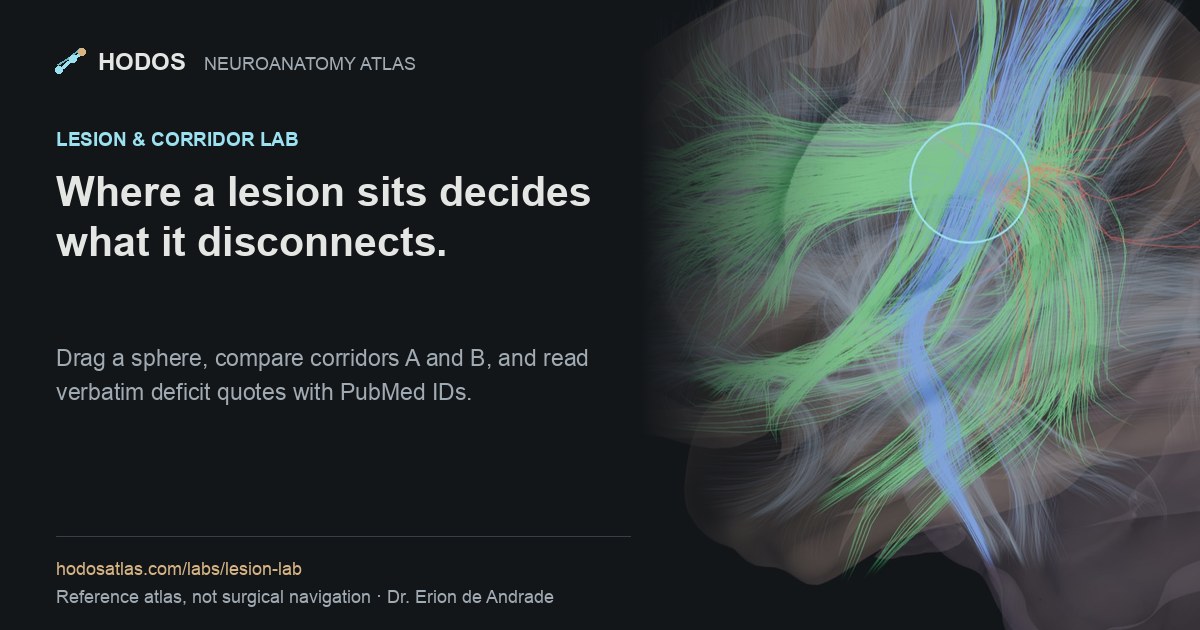 HODOS NEUROANATOMY ATLAS
LESION & CORRIDOR LAB
Where a lesion sits decides
what it disconnects.
Drag a sphere, compare corridors A and B, and read
verbatim deficit quotes with PubMed IDs.
hodosatlas.com/labs/lesion-lab
Reference atlas, not surgical navigation · Dr. Erion de Andrade